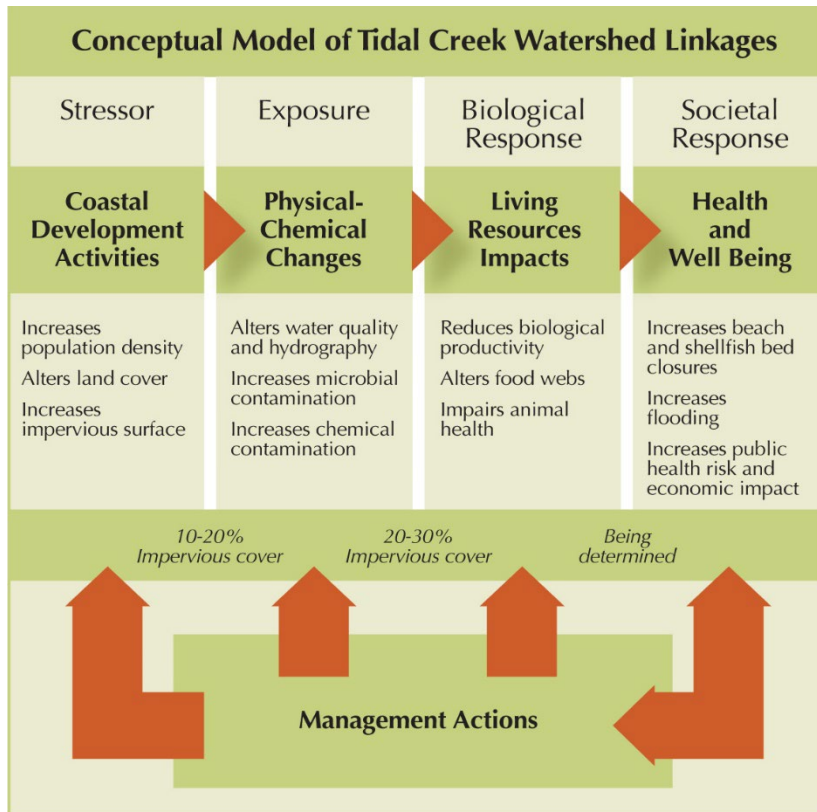 Conceptual Model of Tidal Creek Watershed Linkages
Stressor
Exposure
Biological
Response
Societal
Response
Coastal
Development
Activities
Physical-
Chemical
Changes
Living
Resources
Impacts
Health
and
Well Being
Increases
population density
Alters land cover
Increases
impervious surface
Alters water quality
and hydrography
Increases microbial
contamination
Increases chemical
contamination
Reduces biological
productivity
Alters food webs
Impairs animal
health
Increases beach
and shellfish bed
closures
Increases
flooding
Increases public
health risk and
economic impact
10-20%
Impervious cover
20-30%
Impervious cover
Being
determined
Management Actions